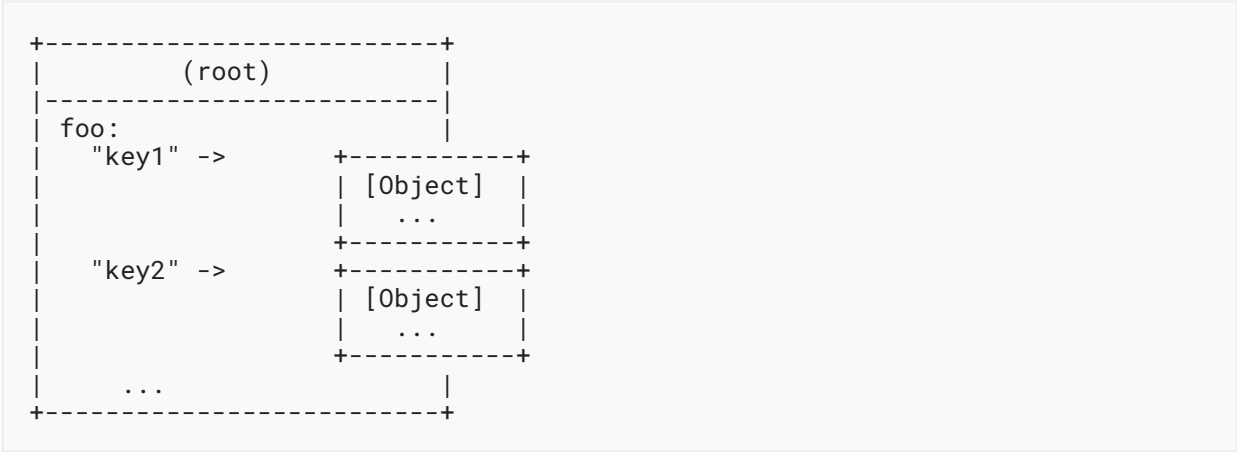 +--------------------------+
|         (root)           |
|--------------------------|
| foo:                     |
|   "key1" ->       +-----------+
|                   | [Object]  |
|                   |   ...     |
|                   +-----------+
|   "key2" ->       +-----------+
|                   | [Object]  |
|                   |   ...     |
|                   +-----------+
|     ...                  |
+--------------------------+